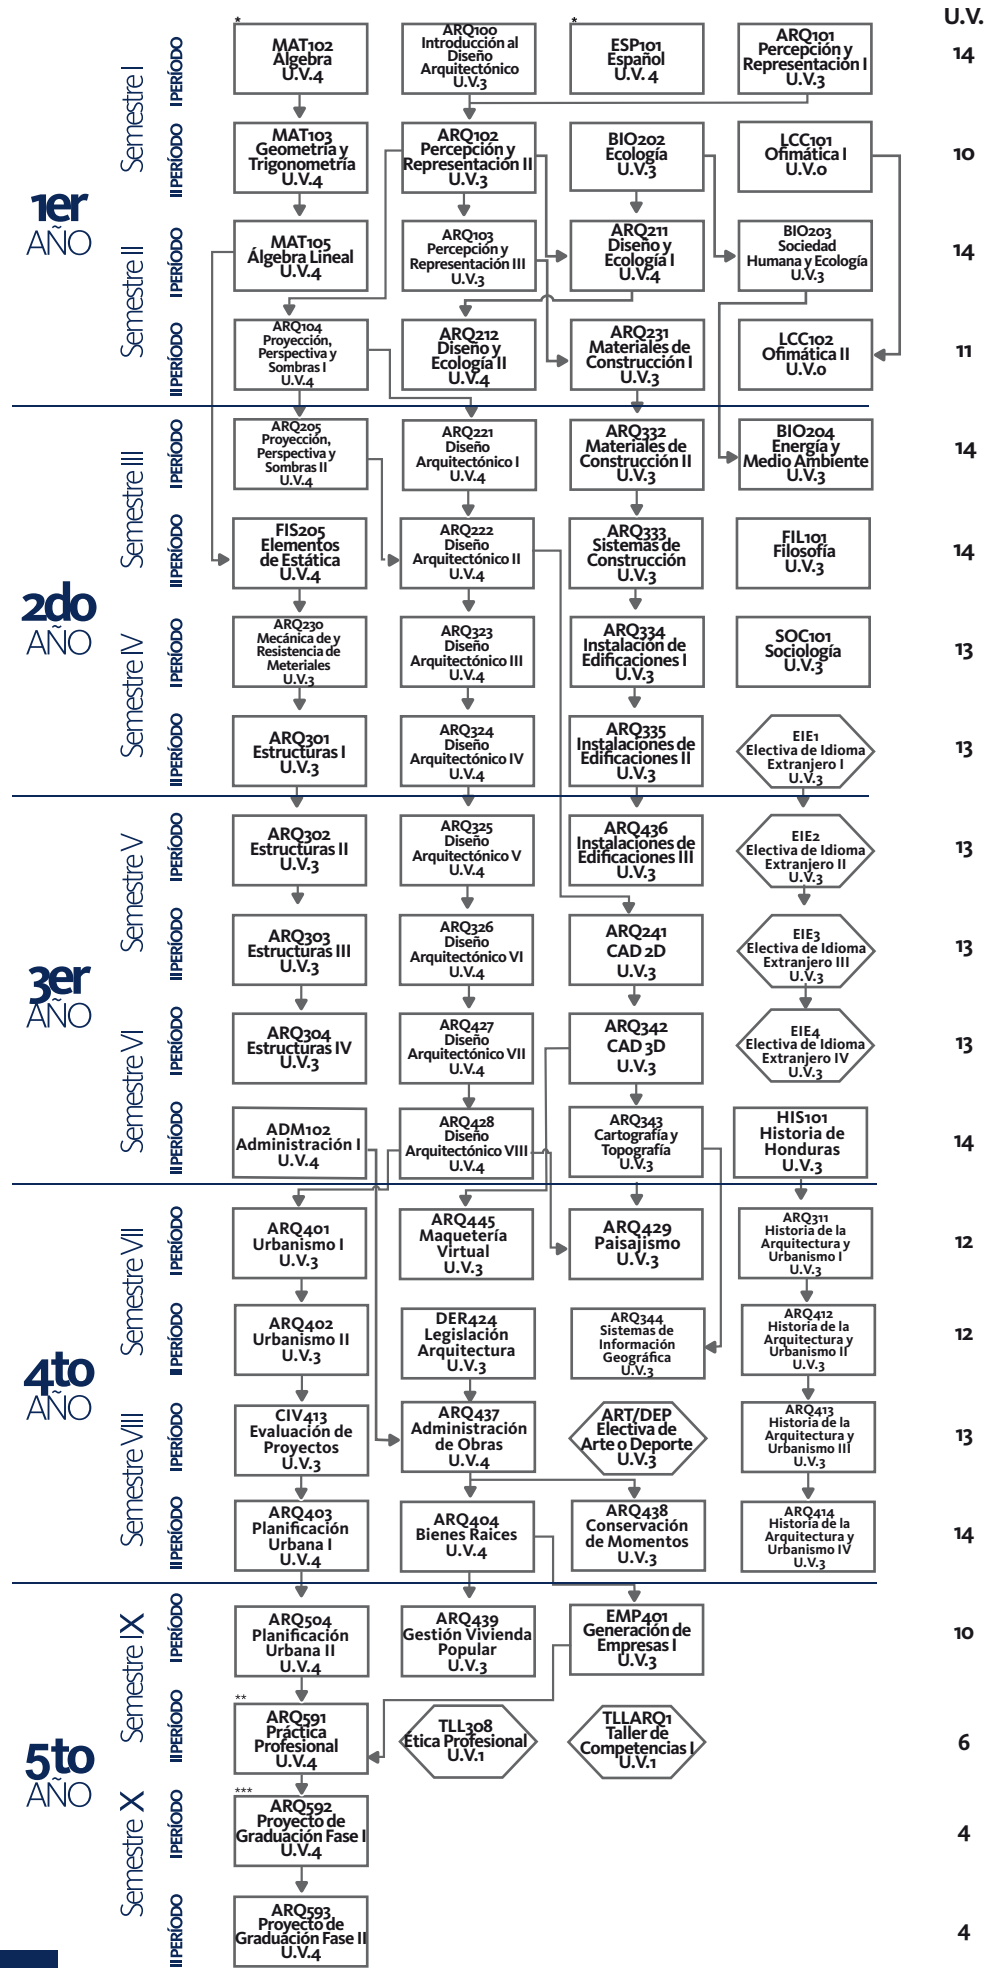 U.V.
1er
AÑO
Semestre I
I PERÍODO
*
MAT102
Álgebra
U.V.4
ARQ100
Introducción al
Diseño
Arquitectónico
U.V.3
*
ESP101
Español
U.V. 4
ARQ101
Percepción y
Representación I
U.V.3
14
II PERÍODO
MAT103
Geometría y
Trigonometría
U.V.4
ARQ102
Percepción y
Representación II
U.V.3
BIO202
Ecología
U.V.3
LCC101
Ofimática I
U.V.0
10
Semestre II
I PERÍODO
MAT105
Álgebra Lineal
U.V.4
ARQ103
Percepción y
Representación III
U.V.3
ARQ211
Diseño y
Ecología I
U.V.4
BIO203
Sociedad
Humana y Ecología
U.V.3
14
II PERÍODO
ARQ104
Proyección,
Perspectiva y
Sombras I
U.V.4
ARQ212
Diseño y
Ecología II
U.V.4
ARQ231
Materiales de
Construcción I
U.V.3
LCC102
Ofimática II
U.V.0
11
2do
AÑO
Semestre III
I PERÍODO
ARQ205
Proyección,
Perspectiva y
Sombras II
U.V.4
ARQ221
Diseño
Arquitectónico I
U.V.4
ARQ332
Materiales de
Construcción II
U.V.3
BIO204
Energía y
Medio Ambiente
U.V.3
14
II PERÍODO
FIS205
Elementos
de Estática
U.V.4
ARQ222
Diseño
Arquitectónico II
U.V.4
ARQ333
Sistemas de
Construcción
U.V.3
FIL101
Filosofía
U.V.3
14
Semestre IV
I PERÍODO
ARQ230
Mecánica de y
Resistencia de
Meteriales
U.V.3
ARQ323
Diseño
Arquitectónico III
U.V.4
ARQ334
Instalación de
Edificaciones I
U.V.3
SOC101
Sociología
U.V.3
13
II PERÍODO
ARQ301
Estructuras I
U.V.3
ARQ324
Diseño
Arquitectónico IV
U.V.4
ARQ335
Instalaciones de
Edificaciones II
U.V.3
EIE1
Electiva de Idioma
Extranjero I
U.V.3
13
3er
AÑO
Semestre V
I PERÍODO
ARQ302
Estructuras II
U.V.3
ARQ325
Diseño
Arquitectónico V
U.V.4
ARQ436
Instalaciones de
Edificaciones III
U.V.3
EIE2
Electiva de Idioma
Extranjero II
U.V.3
13
II PERÍODO
ARQ303
Estructuras III
U.V.3
ARQ326
Diseño
Arquitectónico VI
U.V.4
ARQ241
CAD 2D
U.V.3
EIE3
Electiva de Idioma
Extranjero III
U.V.3
13
Semestre VI
I PERÍODO
ARQ304
Estructuras IV
U.V.3
ARQ427
Diseño
Arquitectónico VII
U.V.4
ARQ342
CAD 3D
U.V.3
EIE4
Electiva de Idioma
Extranjero IV
U.V.3
13
II PERÍODO
ADM102
Administración I
U.V.4
ARQ428
Diseño
Arquitectónico VIII
U.V.4
ARQ343
Cartografía y
Topografía
U.V.3
HIS101
Historia de
Honduras
U.V.3
14
4to
AÑO
Semestre VII
I PERÍODO
ARQ401
Urbanismo I
U.V.3
ARQ445
Maquetería
Virtual
U.V.3
ARQ429
Paisajismo
U.V.3
ARQ311
Historia de la
Arquitectura y
Urbanismo I
U.V.3
12
II PERÍODO
ARQ402
Urbanismo II
U.V.3
DER424
Legislación
Arquitectura
U.V.3
ARQ344
Sistemas de
Información
Geográfica
U.V.3
ARQ412
Historia de la
Arquitectura y
Urbanismo II
U.V.3
12
Semestre VIII
I PERÍODO
CIV413
Evaluación de
Proyectos
U.V.3
ARQ437
Administración
de Obras
U.V.4
ART/DEP
Electiva de
Arte o Deporte
U.V.3
ARQ413
Historia de la
Arquitectura y
Urbanismo III
U.V.3
13
II PERÍODO
ARQ403
Planificación
Urbana I
U.V.4
ARQ404
Bienes Raices
U.V.4
ARQ438
Conservación
de Momentos
U.V.3
ARQ414
Historia de la
Arquitectura y
Urbanismo IV
U.V.3
14
5to
AÑO
Semestre IX
I PERÍODO
ARQ504
Planificación
Urbana II
U.V.4
ARQ439
Gestión Vivienda
Popular
U.V.3
EMP401
Generación de
Empresas I
U.V.3
10
II PERÍODO
**
ARQ591
Práctica
Profesional
U.V.4
TLL308
Ética Profesional
U.V.1
TLLARQ1
Taller de
Competencias I
U.V.1
6
Semestre X
I PERÍODO
***
ARQ592
Proyecto de
Graduación Fase I
U.V.4
4
II PERÍODO
ARQ593
Proyecto de
Graduación Fase II
U.V.4
4